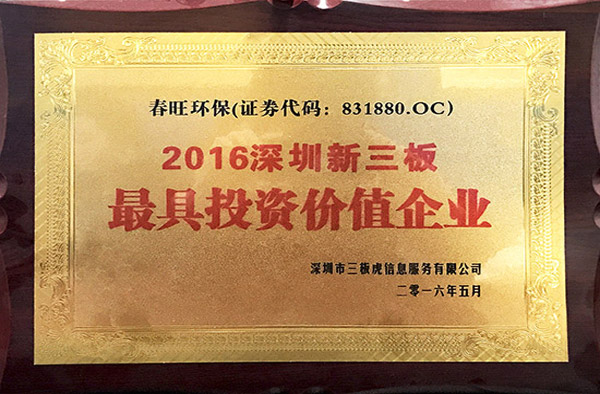 春旺环保(证券代码：831880.OC)
2016深圳新三板
最具投资价值企业
深圳市三板虎信息服务有限公司
二零一六年五月